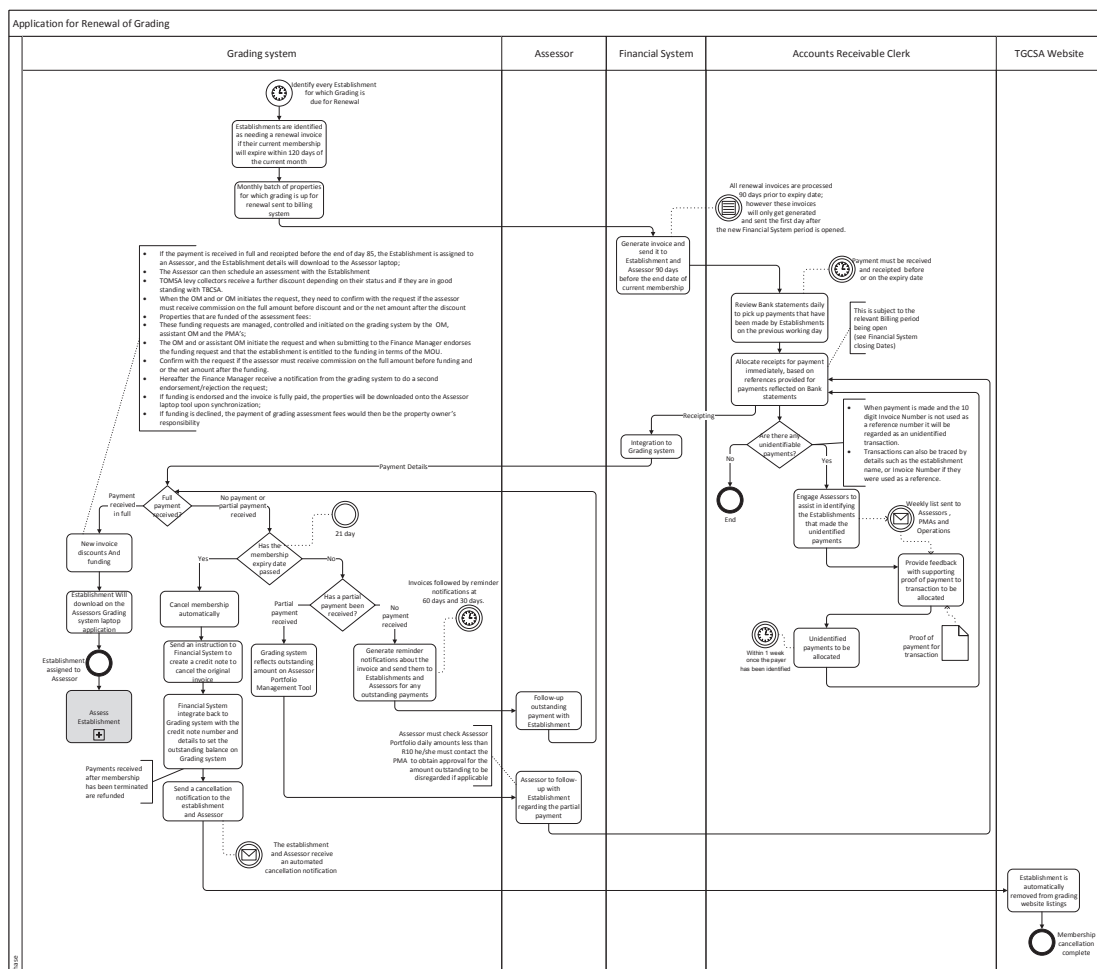 Application for Renewal of Grading
Grading system
Assessor
Financial System
Accounts Receivable Clerk
TGCSA Website
Identify every Establishment
for which Grading is
due for Renewal
Establishments are identified
as needing a renewal invoice
if their current membership
will expire within 120 days of
the current month
Monthly batch of properties
for which grading is up for
renewal sent to billing
system
All renewal invoices are processed
90 days prior to expiry date;
however these invoices
will only get generated
and sent the first day after
the new Financial System period is opened.
Generate invoice and
send it to
Establishment and
Assessor 90 days
before the end date of
current membership
Payment must be received
and receipted before
or on the expiry date
Review Bank statements daily
to pick up payments that have
been made by Establishments
on the previous working day
This is subject to the
relevant Billing period
being open
(see Financial System
closing Dates)
Allocate receipts for payment
immediately, based on
references provided for
payments reflected on Bank
statements
• If the payment is received in full and receipted before the end of day 85, the Establishment is assigned to
an Assessor, and the Establishment details will download to the Assessor laptop;
• The Assessor can then schedule an assessment with the Establishment
• TOMSA levy collectors receive a further discount depending on their status and if they are in good
standing with TBCSA.
• When the OM and or OM initiates the request, they need to confirm with the request if the assessor
must receive commission on the full amount before discount and or the net amount after the discount
• Properties that are funded of the assessment fees:
• These funding requests are managed, controlled and initiated on the grading system by the OM,
assistant OM and the PMA's;
• The OM and or assistant OM initiate the request and when submitting to the Finance Manager endorses
the funding request and that the establishment is entitled to the funding in terms of the MOU.
• Confirm with the request if the assessor must receive commission on the full amount before funding and
or the net amount after the funding.
• Hereafter the Finance Manager receive a notification from the grading system to do a second
endorsement/rejection the request;
• If funding is endorsed and the invoice is fully paid, the properties will be downloaded onto the Assessor
laptop tool upon synchronization;
• If funding is declined, the payment of grading assessment fees would then be the property owner's
responsibility
Receipting
Integration to
Grading system
Are there any
unidentifiable
payments?
No
Yes
End
• When payment is made and the 10
digit Invoice Number is not used as
a reference number it will be
regarded as an unidentified
transaction.
• Transactions can also be traced by
details such as the establishment
name, or Invoice Number if they
were used as a reference.
Payment Details
Payment
received
in full
Full
payment
received?
No payment or
partial payment
received
21 day
Engage Assessors to
assist in identifying
the Establishments
that made the
unidentified
payments
Weekly list sent to
Assessors ,
PMAs and
Operations
New invoice
discounts And
funding
Has the
membership
expiry date
passed
Yes
No
Provide feedback
with supporting
proof of payment to
transaction to be
allocated
Establishment Will
download on the
Assessors Grading
system laptop
application
Cancel membership
automatically
Has a partial
payment been
received?
Partial
payment
received
No
payment
received
Invoices followed by reminder
notifications at
60 days and 30 days.
Within 1 week
once the payer
has been identified
Unidentified
payments to be
allocated
Proof of
payment for
transaction
Establishment
assigned to
Assessor
Send an instruction to
Financial System to
create a credit note to
cancel the original
invoice
Grading system
reflects outstanding
amount on Assessor
Portfolio
Management Tool
Generate reminder
notifications about the
invoice and send them to
Establishments and
Assessors for any
outstanding payments
Assess
Establishment
Financial System
integrate back to
Grading system with the
credit note number and
details to set the
outstanding balance on
Grading system
Follow-up
outstanding
payment with
Establishment
Assessor must check Assessor
Portfolio daily amounts less than
R10 he/she must contact the
PMA to obtain approval for the
amount outstanding to be
disregarded if applicable
Payments received
after membership
has been terminated
are refunded
Send a cancellation
notification to the
establishment
and Assessor
Assessor to follow-
up with
Establishment
regarding the partial
payment
The establishment
and Assessor receive
an automated
cancellation notification
Establishment is
automatically
removed from grading
website listings
Membership
cancellation
complete